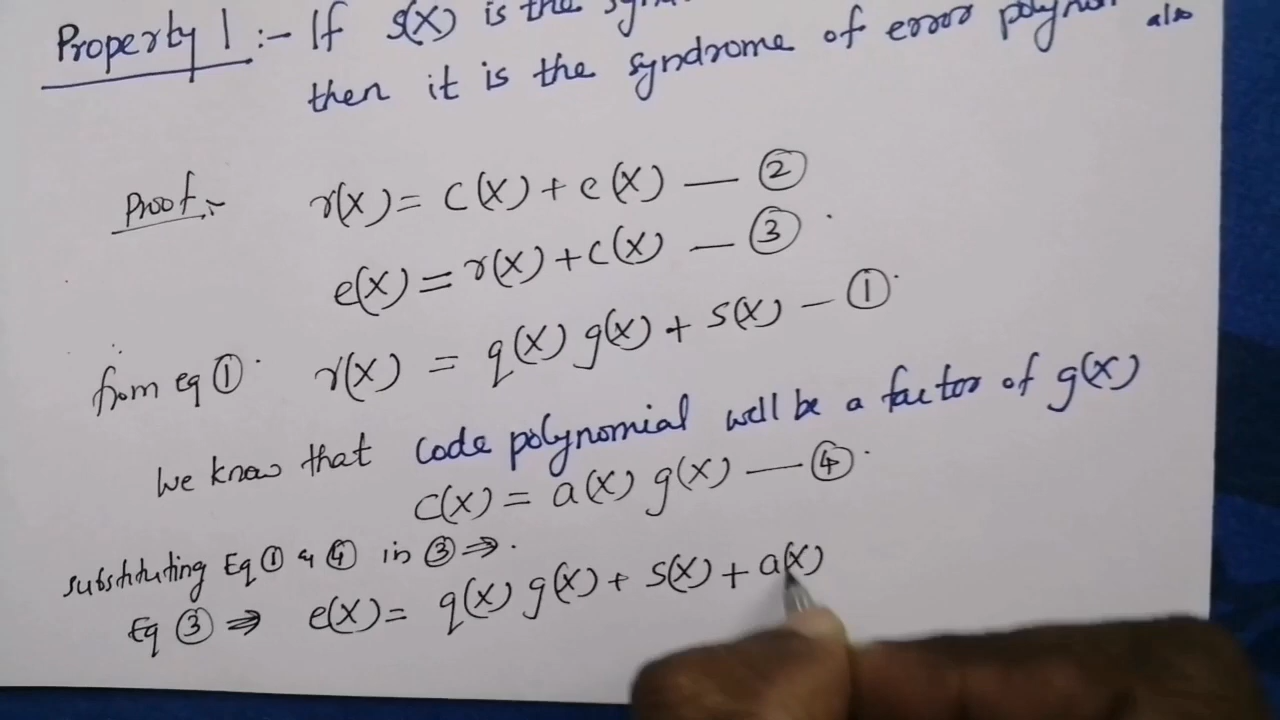 Property 1 :- If S(X) is the
then it is the syndrome of error also
Proof :- r(X) = C(X) + e(X) — ②
e(X) = r(X) + C(X) — ③
from eq ① r(X) = q(X) g(X) + S(X) — ①
We know that Code polynomial will be a factor of g(X)
C(X) = a(X) g(X) — ④
substituting Eq ① & ④ in ③ ⇒
Eq ③ ⇒ e(X) = q(X) g(X) + S(X) + a(X)